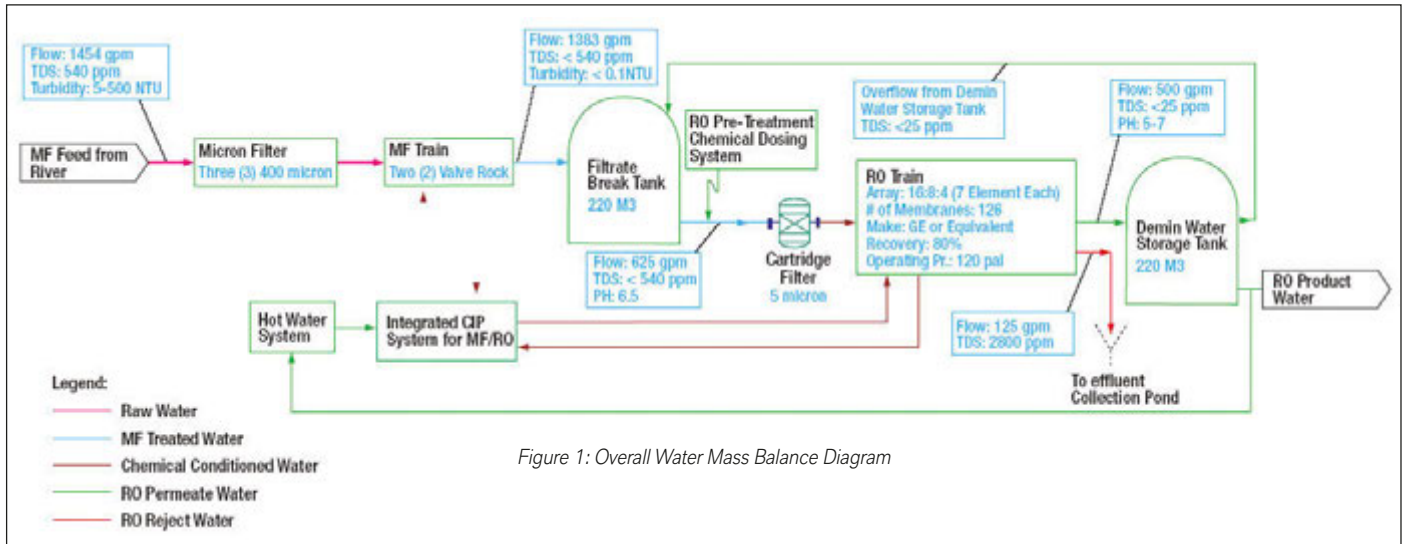 Flow: 1454 gpm
TDS: 540 ppm
Turbidity: 5-500 NTU
MF Feed from
River
Micron Filter
Three (3) 400 micron
MF Train
Two (2) Valve Rock
Flow: 1383 gpm
TDS: < 540 ppm
Turbidity: < 0.1NTU
Filtrate
Break Tank
220 M3
RO Pre-Treatment
Chemical Dosing
System
Flow: 625 gpm
TDS: < 540 ppm
PH: 6.5
Cartridge
Filter
5 micron
Overflow from Demin
Water Storage Tank
TDS: <25 ppm
RO Train
Array: 16:8:4 (7 Element Each)
# of Membranes: 126
Make: GE or Equivalent
Recovery: 80%
Operating Pr.: 120 pal
Flow: 500 gpm
TDS: <25 ppm
PH: 5-7
Demin Water
Storage Tank
220 M3
RO Product
Water
Flow: 125 gpm
TDS: 2800 ppm
To effluent
Collection Pond
Hot Water
System
Integrated CIP
System for MF/RO
Legend:
Raw Water
MF Treated Water
Chemical Conditioned Water
RO Permeate Water
RO Reject Water
Figure 1: Overall Water Mass Balance Diagram